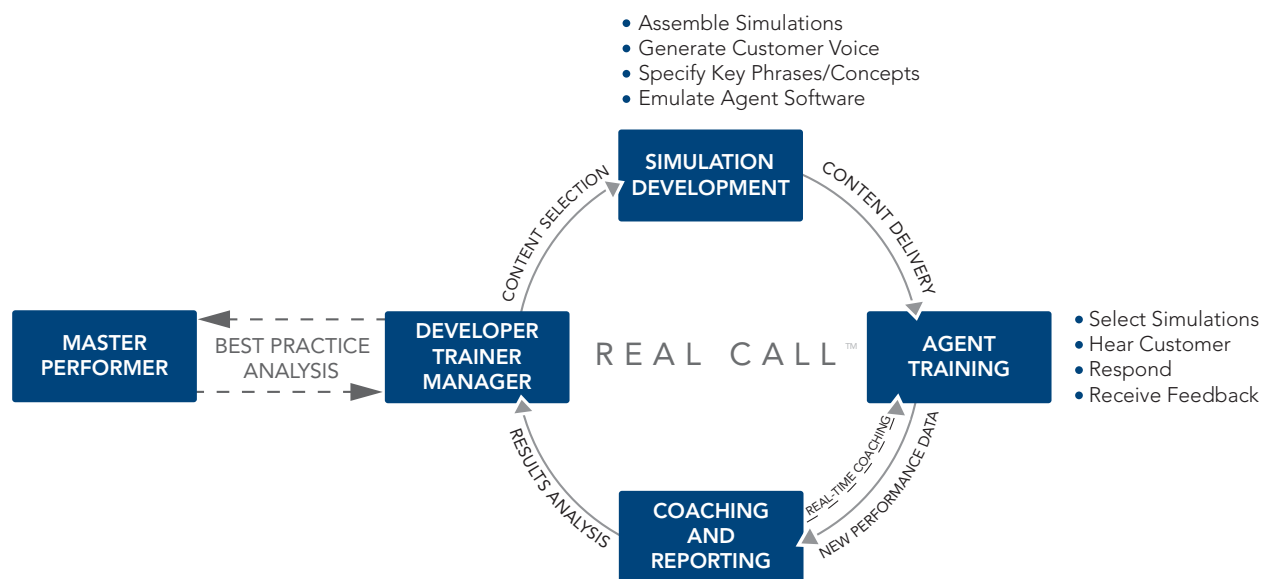 • Assemble Simulations
• Generate Customer Voice
• Specify Key Phrases/Concepts
• Emulate Agent Software
SIMULATION
DEVELOPMENT
CONTENT SELECTION
CONTENT DELIVERY
MASTER
PERFORMER
BEST PRACTICE
ANALYSIS
DEVELOPER
TRAINER
MANAGER
REAL CALL™
AGENT
TRAINING
• Select Simulations
• Hear Customer
• Respond
• Receive Feedback
RESULTS ANALYSIS
REAL-TIME COACHING
NEW PERFORMANCE DATA
COACHING
AND
REPORTING